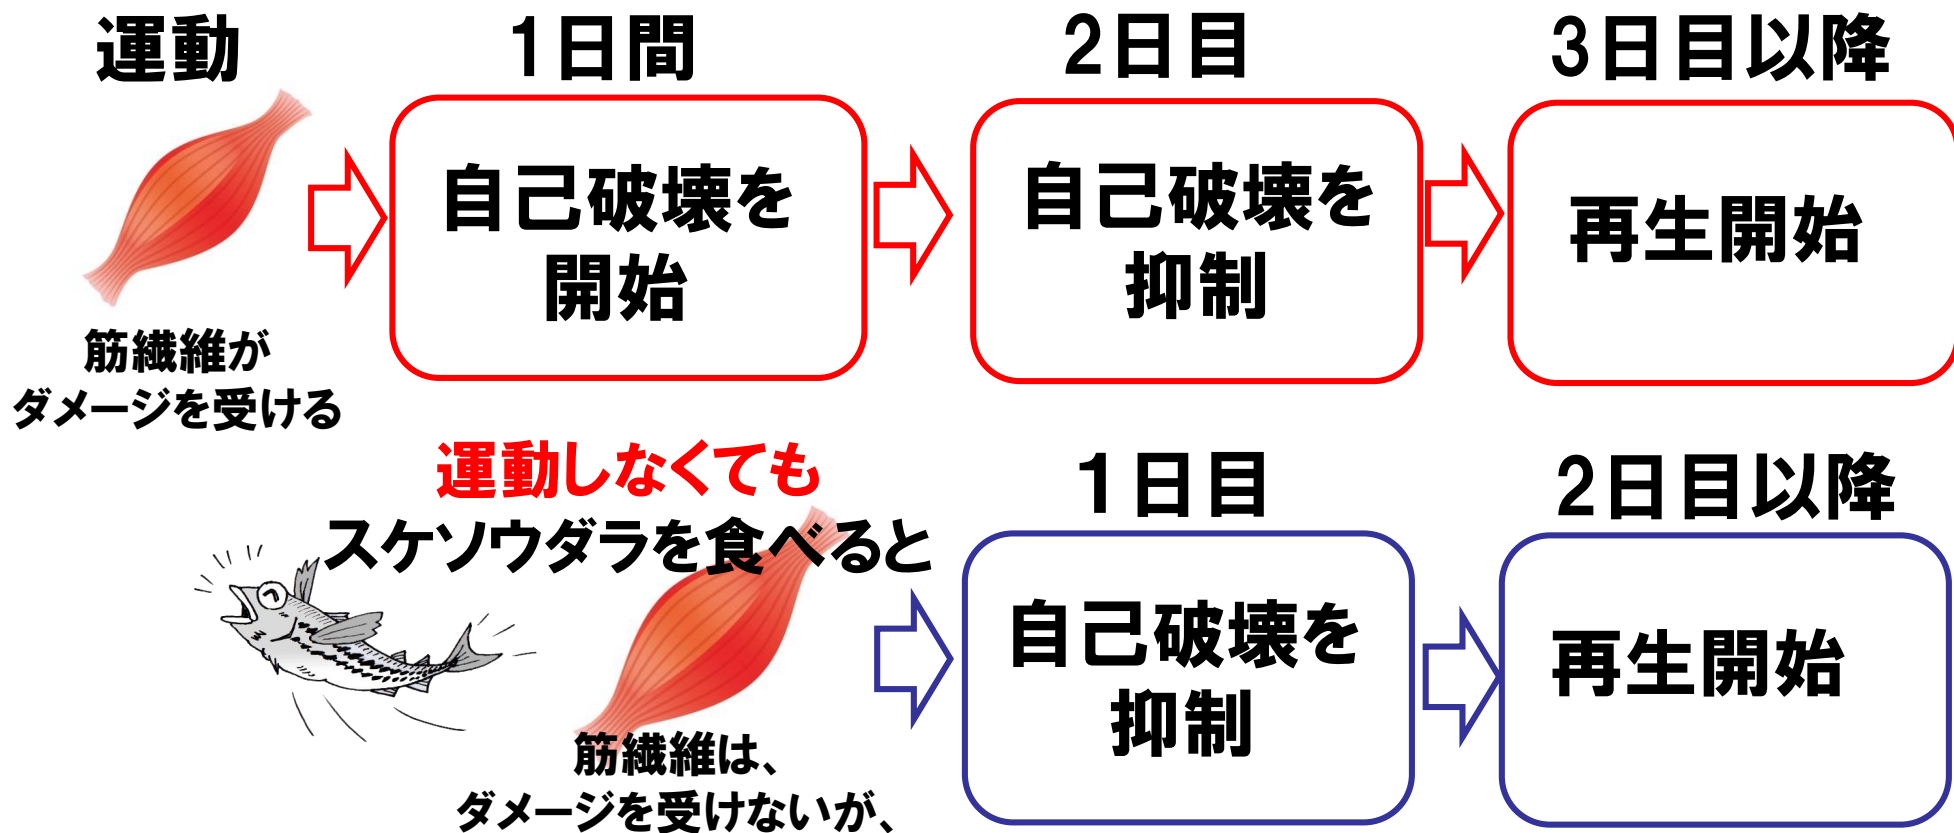 運動
1日間
2日目
3日目以降
自己破壊を
開始
自己破壊を
抑制
再生開始
筋繊維が
ダメージを受ける
運動しなくても
スケソウダラを食べると
1日目
2日目以降
自己破壊を
抑制
再生開始
筋繊維は、
ダメージを受けないが、